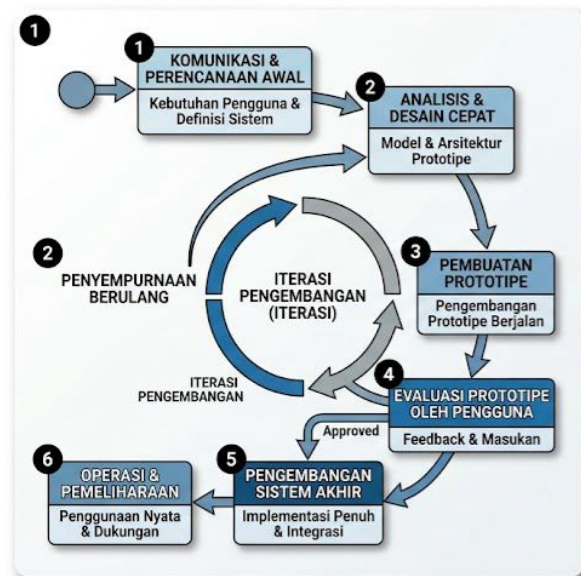 1
1
KOMUNIKASI &
PERENCANAAN AWAL
Kebutuhan Pengguna &
Definisi Sistem
2
ANALISIS &
DESAIN CEPAT
Model & Arsitektur
Prototipe
3
PEMBUATAN
PROTOTIPE
Pengembangan
Prototipe Berjalan
2
PENYEMPURNAAN
BERULANG
ITERASI
PENGEMBANGAN
(ITERASI)
ITERASI
PENGEMBANGAN
4
EVALUASI PROTOTIPE
OLEH PENGGUNA
Feedback & Masukan
Approved
5
PENGEMBANGAN
SISTEM AKHIR
Implementasi Penuh
& Integrasi
6
OPERASI &
PEMELIHARAAN
Penggunaan Nyata
& Dukungan